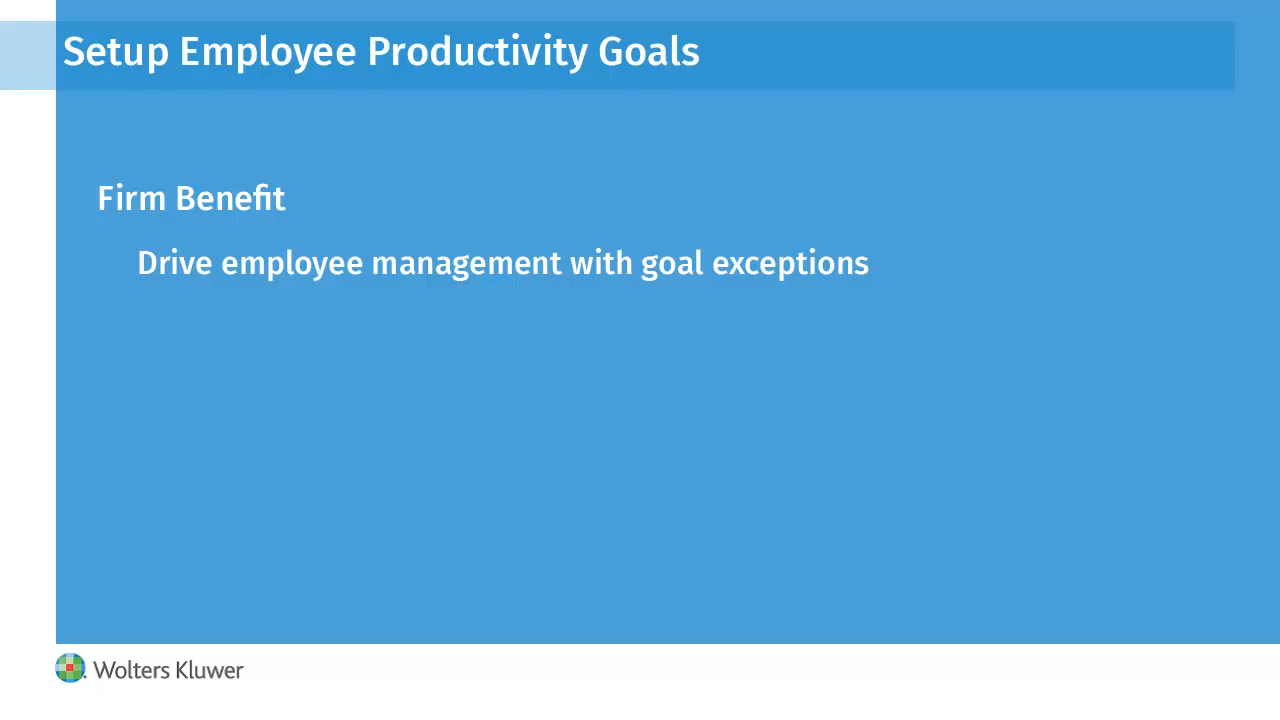 Setup Employee Productivity Goals
Firm Benefit
Drive employee management with goal exceptions
Wolters Kluwer